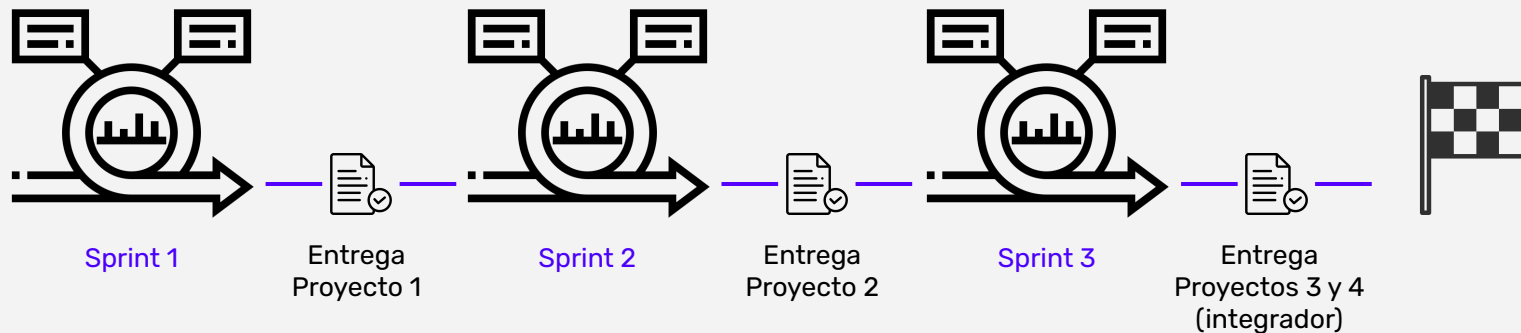 Sprint 1
Entrega
Proyecto 1
Sprint 2
Entrega
Proyecto 2
Sprint 3
Entrega
Proyectos 3 y 4
(integrador)